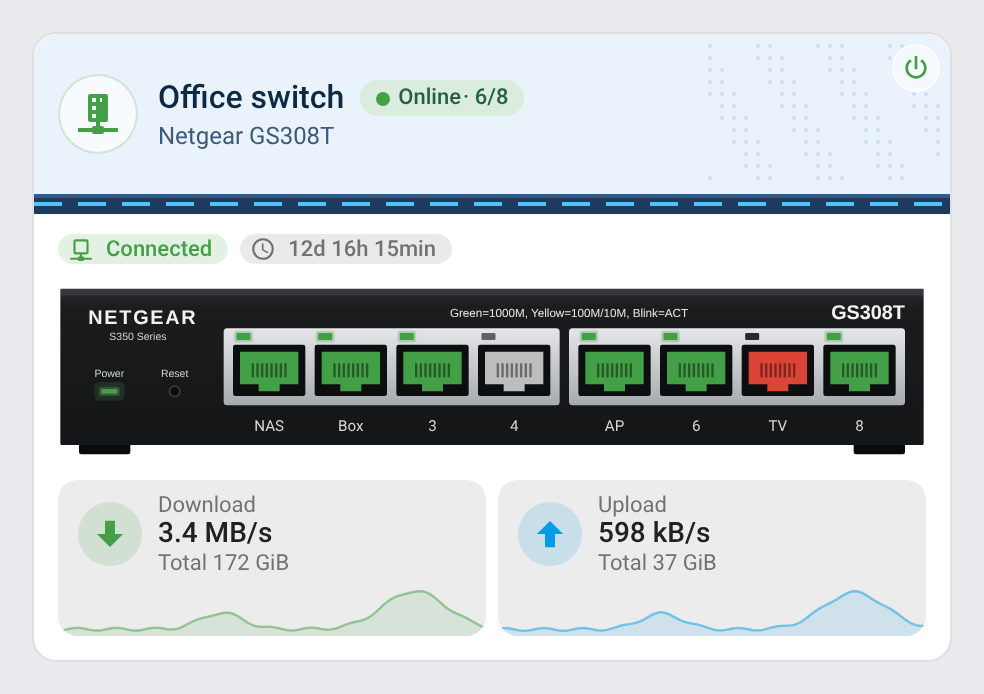 Office switch
Online · 6/8
Netgear GS308T
Connected
12d 16h 15min
NETGEAR
S350 Series
Green=1000M, Yellow=100M/10M, Blink=ACT
GS308T
Power
Reset
NAS
Box
3
4
AP
6
TV
8
Download
3.4 MB/s
Total 172 GiB
Upload
598 kB/s
Total 37 GiB